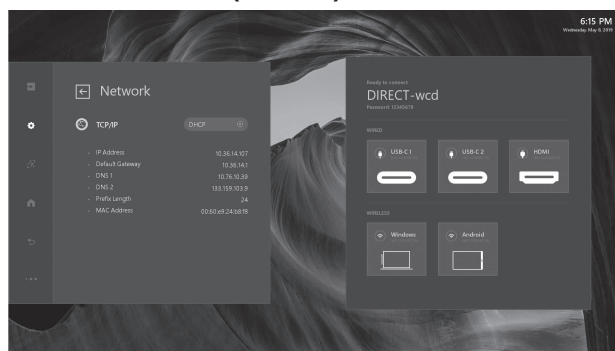 6:15 PM
Wednesday, May 8, 2019
Network
TCP/IP
DHCP
- IP Address 10.36.14.107
- Default Gateway 10.36.14.1
- DNS 1 10.76.10.39
- DNS 2 133.159.103.9
- Prefix Length 24
- MAC Address 00:60:e9:24:b8:f8
Ready to connect
DIRECT-wcd
Password: 12345678
WIRED
USB-C 1
USB-C 2
HDMI
WIRELESS
Windows
Android